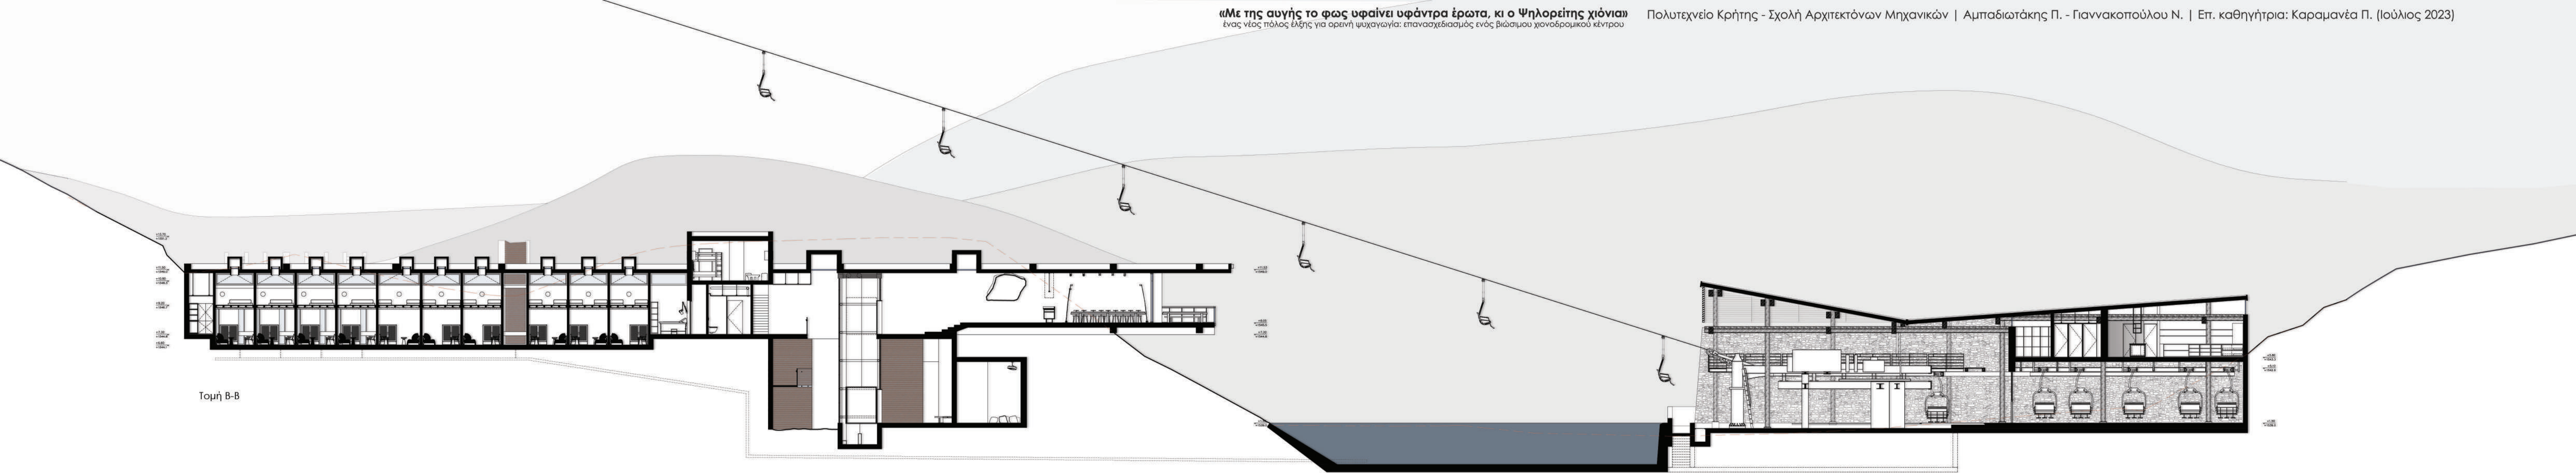 «Με της αυγής το φως υφαίνει υφάντρα έρωτα, κι ο Ψηλορείτης χιόνια» Πολυτεχνείο Κρήτης - Σχολή Αρχιτεκτόνων Μηχανικών | Αμπαδιωτάκης Π. - Γιαννακοπούλου Ν. | Επ. καθηγήτρια: Καραμανέα Π. (Ιούλιος 2023)
ένας νέος πόλος έλξης για ορεινή ψυχαγωγία: επανασχεδιασμός ενός βιώσιμου χιονοδρομικού κέντρου
Τομή Β-Β